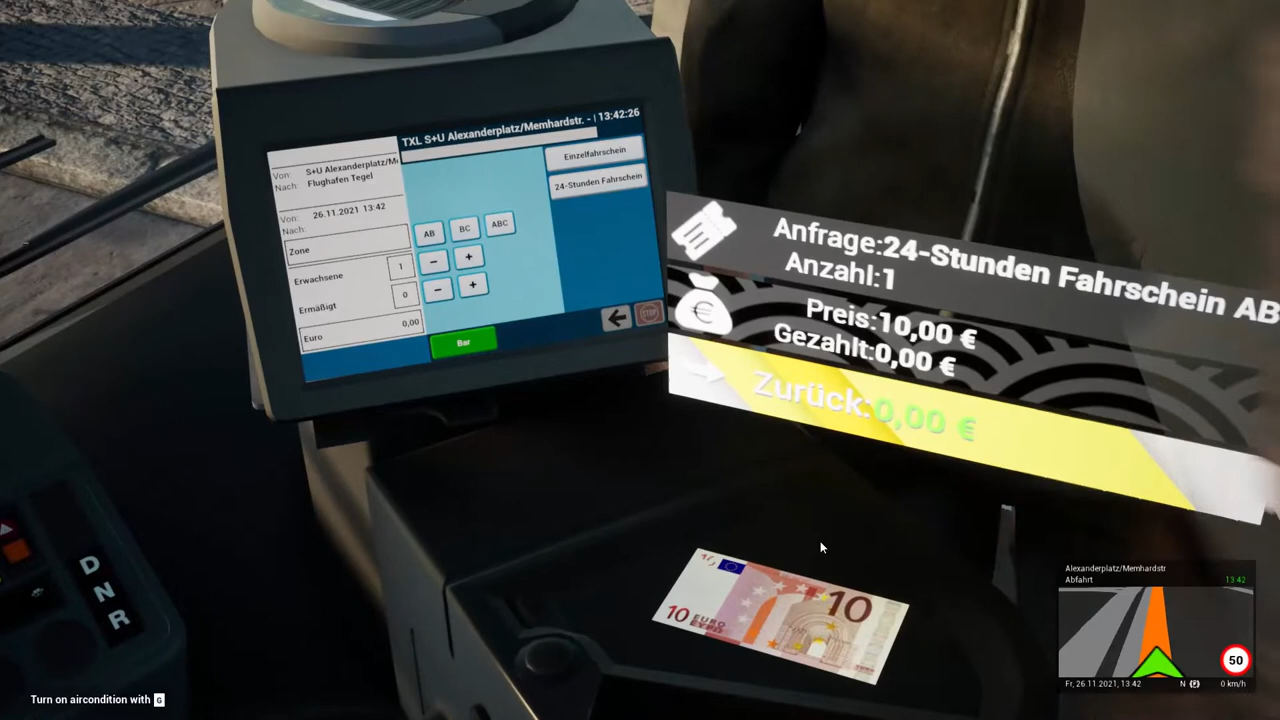 TXL S+U Alexanderplatz/Memhardstr. - | 13:42:26
Von: S+U Alexanderplatz/M
Nach: Flughafen Tegel
Von: 26.11.2021 13:42
Nach:
Zone
Erwachsene 1
Ermäßigt 0
Euro 0,00
AB BC ABC
- +
- +
Einzelfahrschein
24-Stunden Fahrschein
Bar
STOP
Anfrage:24-Stunden Fahrschein AB
Anzahl:1
Preis:10,00 €
Gezahlt:0,00 €
Zurück:0,00 €
D
N
R
10 EURO
ΕΥΡΩ
10
Alexanderplatz/Memhardstr
Abfahrt 13 42
50
Fr, 26.11.2021, 13:42 N (P) 0 km/h
Turn on aircondition with G